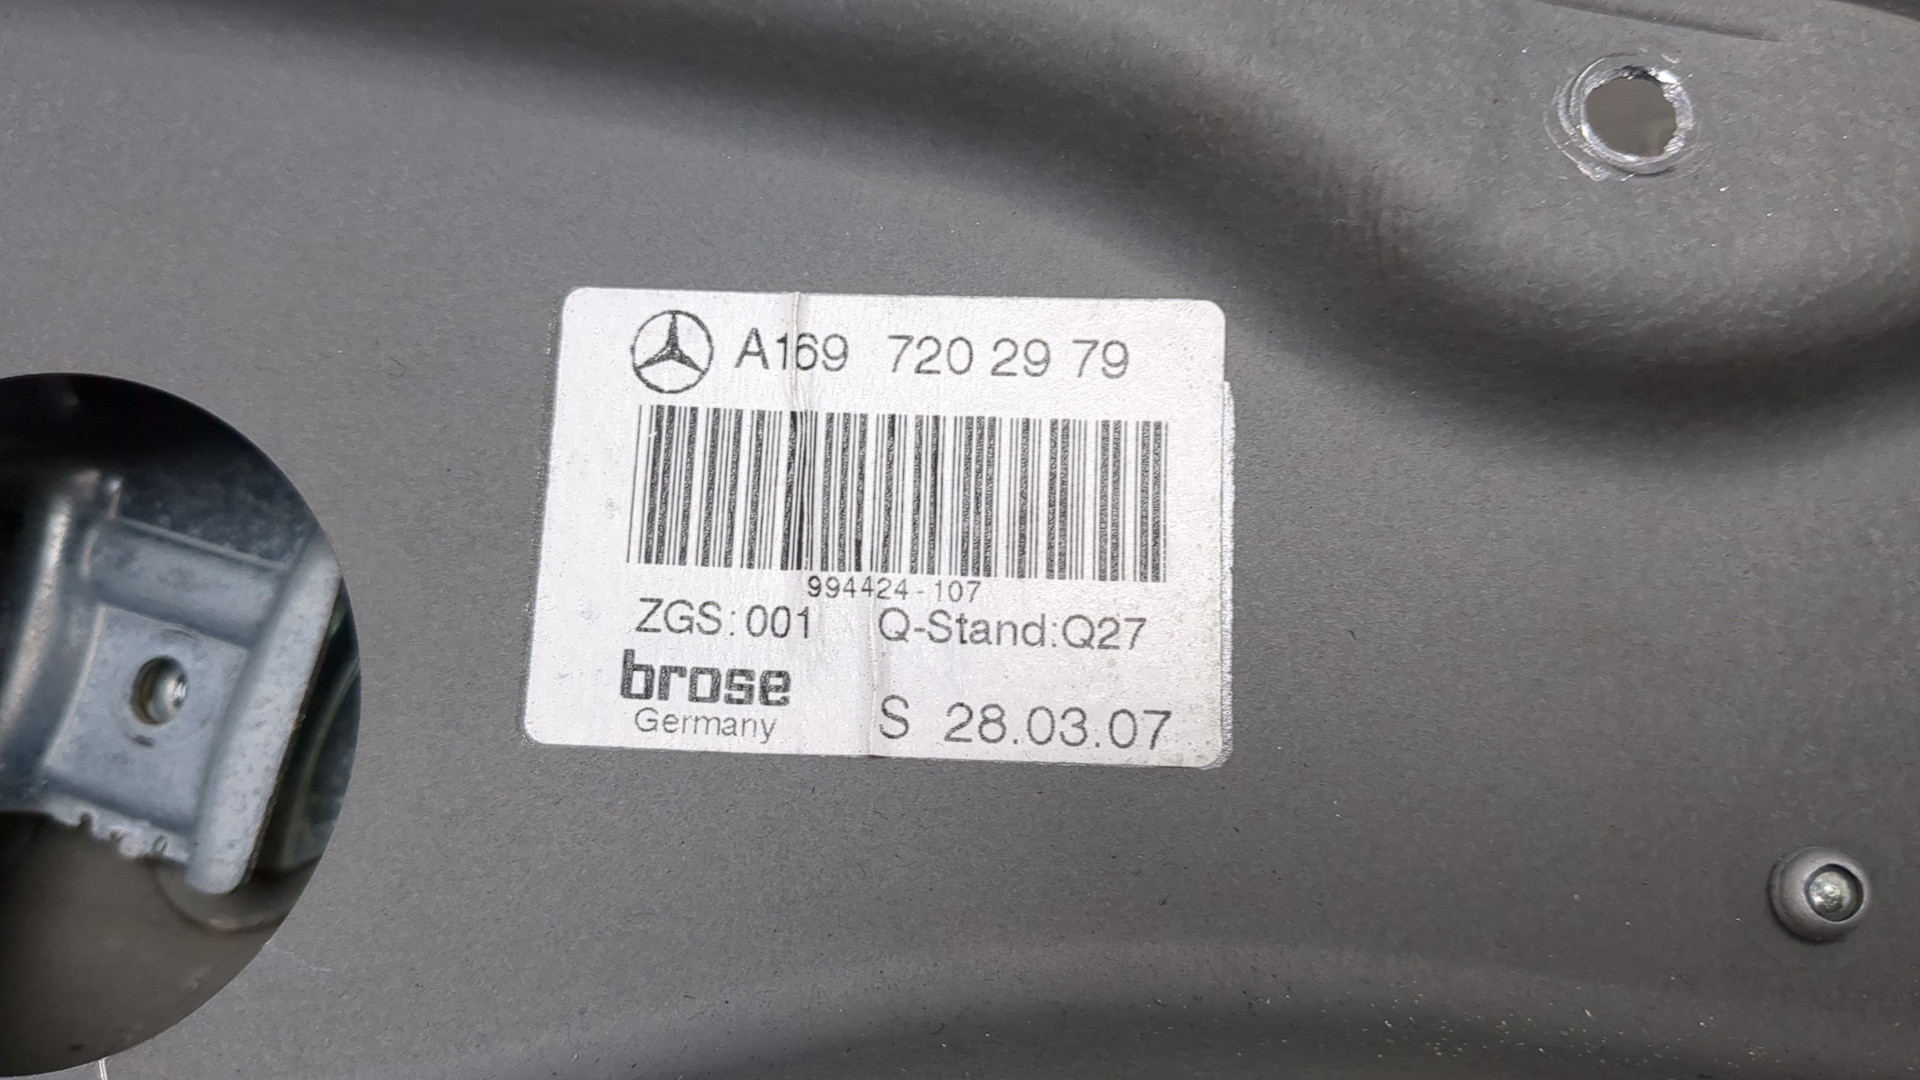 A169 720 29 79
994424-107
ZGS:001 Q-Stand:Q27
brose
Germany
S 28.03.07